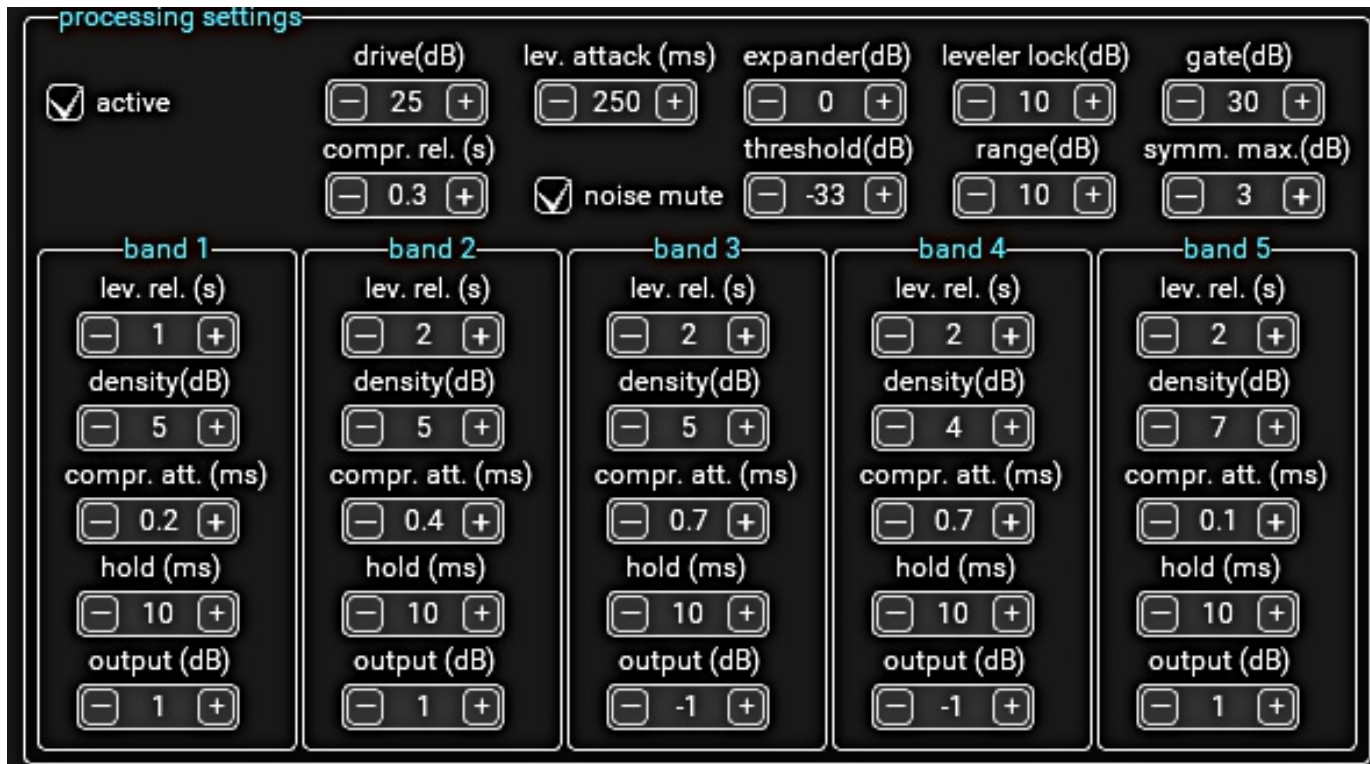 processing settings
drive(dB) lev. attack (ms) expander(dB) leveler lock(dB) gate(dB)
active — 25 + — 250 + — 0 + — 10 + — 30 +
compr. rel. (s) threshold(dB) range(dB) symm. max.(dB)
— 0.3 + noise mute — -33 + — 10 + — 3 +
band 1 band 2 band 3 band 4 band 5
lev. rel. (s) lev. rel. (s) lev. rel. (s) lev. rel. (s) lev. rel. (s)
— 1 + — 2 + — 2 + — 2 + — 2 +
density(dB) density(dB) density(dB) density(dB) density(dB)
— 5 + — 5 + — 5 + — 4 + — 7 +
compr. att. (ms) compr. att. (ms) compr. att. (ms) compr. att. (ms) compr. att. (ms)
— 0.2 + — 0.4 + — 0.7 + — 0.7 + — 0.1 +
hold (ms) hold (ms) hold (ms) hold (ms) hold (ms)
— 10 + — 10 + — 10 + — 10 + — 10 +
output (dB) output (dB) output (dB) output (dB) output (dB)
— 1 + — 1 + — -1 + — -1 + — 1 +